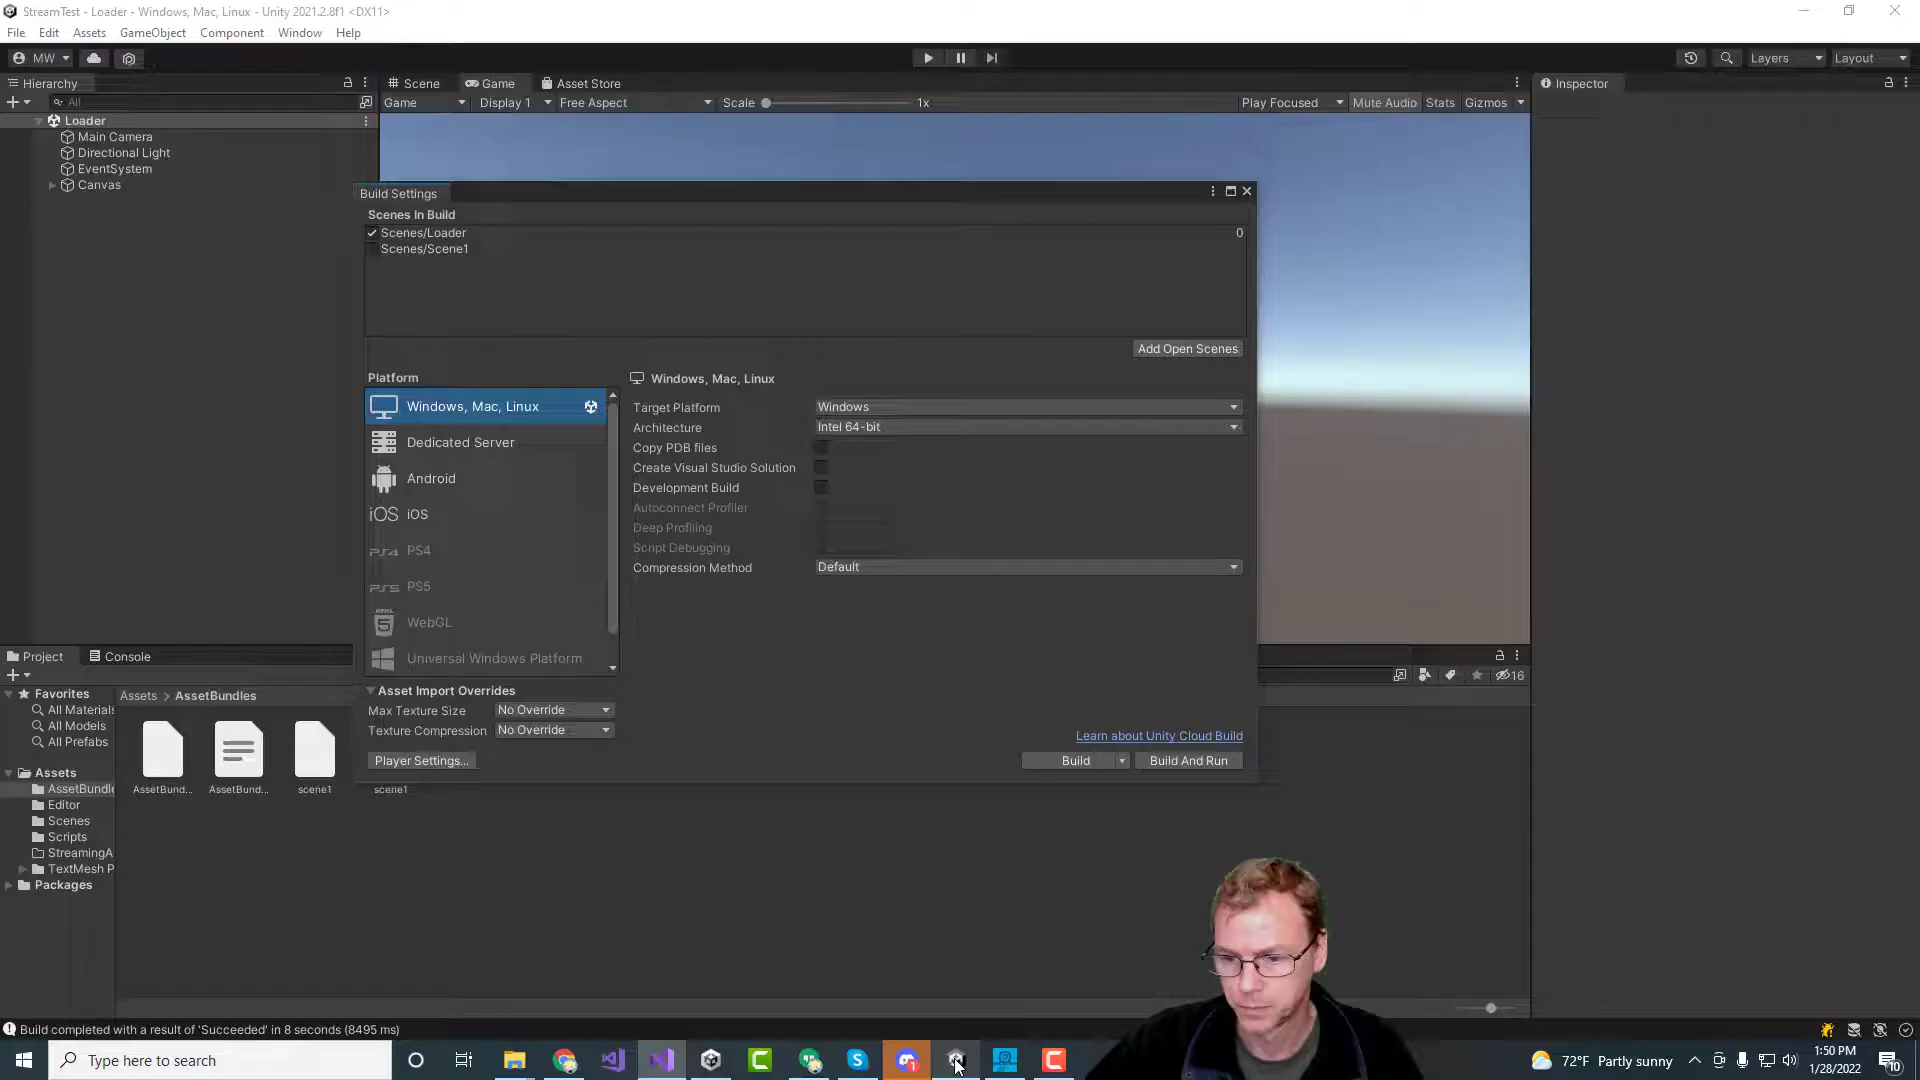 StreamTest - Loader - Windows, Mac, Linux - Unity 2021.2.8f1 <DX11>
File Edit Assets GameObject Component Window Help
MW Layers Layout
Hierarchy Scene Game Asset Store Inspector
All Game Display 1 Free Aspect Scale 1x Play Focused Mute Audio Stats Gizmos
Loader
Main Camera
Directional Light
EventSystem
Canvas
Build Settings
Scenes In Build
Scenes/Loader 0
Scenes/Scene1
Add Open Scenes
Platform
Windows, Mac, Linux
Dedicated Server
Android
iOS iOS
PS4 PS4
PS5 PS5
HTML 5 WebGL
Universal Windows Platform
Windows, Mac, Linux
Target Platform Windows
Architecture Intel 64-bit
Copy PDB files
Create Visual Studio Solution
Development Build
Autoconnect Profiler
Deep Profiling
Script Debugging
Compression Method Default
Asset Import Overrides
Max Texture Size No Override
Texture Compression No Override
Learn about Unity Cloud Build
Player Settings... Build Build And Run
Project Console
16
Favorites
All Materials
All Models
All Prefabs
Assets
AssetBundle
Editor
Scenes
Scripts
StreamingA
TextMesh P
Packages
Assets > AssetBundles
AssetBund... AssetBund... scene1 scene1
Build completed with a result of 'Succeeded' in 8 seconds (8495 ms)
Type here to search
1
72°F Partly sunny
1:50 PM
1/28/2022
10